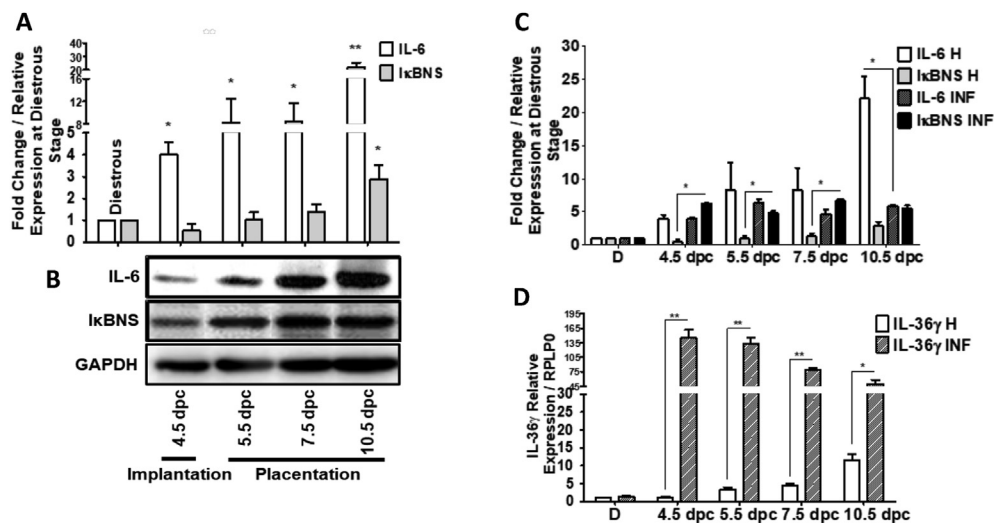 A
Fold Change / Relative
Expression at Diestrous
Stage
40
30
20
16
12
8
5
4
3
2
1
0
Diestrous
*
*
*
**
*
IL-6
IκBNS
B
IL-6
IκBNS
GAPDH
4.5 dpc
5.5 dpc
7.5 dpc
10.5 dpc
Implantation
Placentation
C
Fold Change / Relative
Expresssion at Diestrous
Stage
30
25
20
15
10
5
0
*
*
*
*
D
4.5 dpc
5.5 dpc
7.5 dpc
10.5 dpc
IL-6 H
IκBNS H
IL-6 INF
IκBNS INF
D
IL-36γ Relative
Expression / RPLP0
195
165
135
105
75
45
30
25
20
15
10
5
0
**
**
**
*
D
4.5 dpc
5.5 dpc
7.5 dpc
10.5 dpc
IL-36γ H
IL-36γ INF